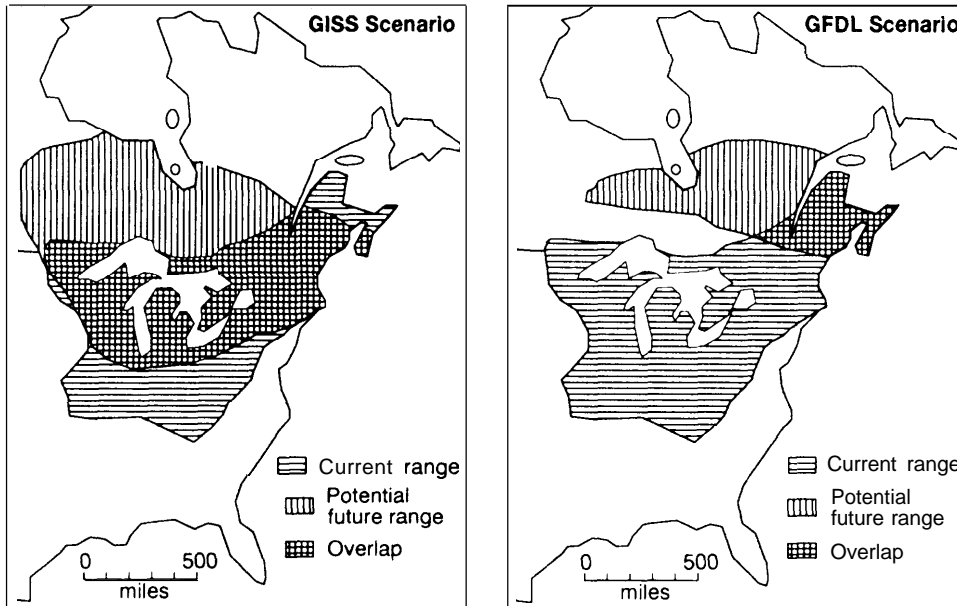 GISS Scenario
Current range
Potential
future range
Overlap
0 500
miles
GFDL Scenario
Current range
Potential
future range
Overlap
0 500
miles